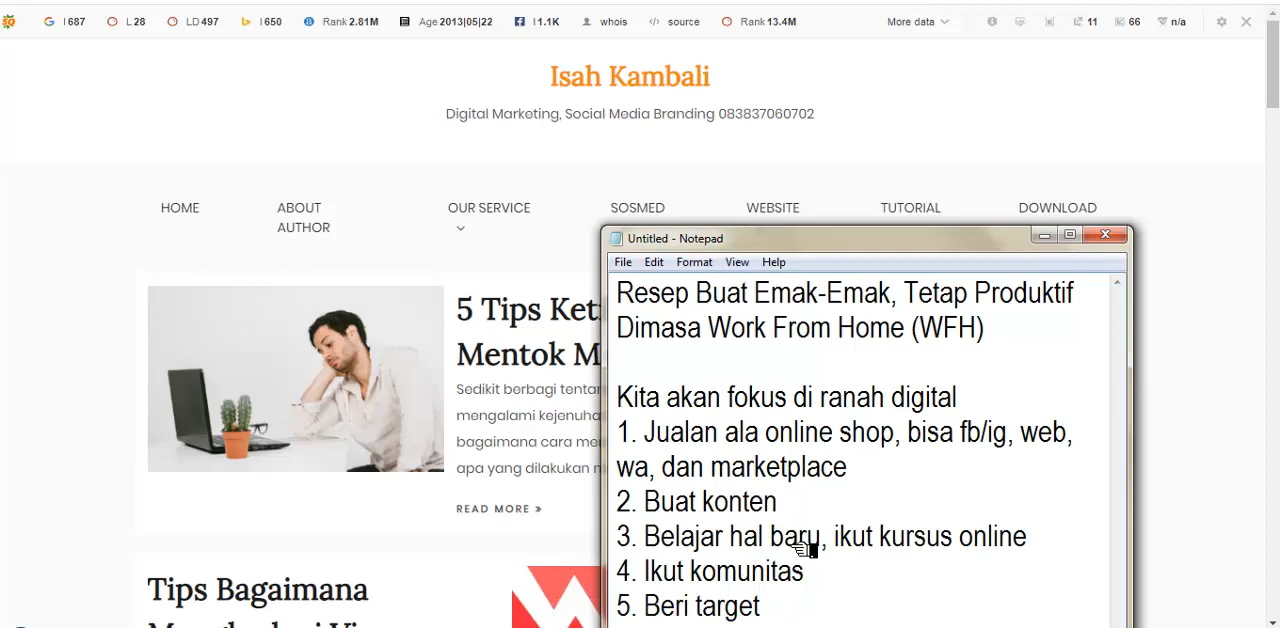 I 687 L 28 LD 497 I 650 Rank 2.81M Age 2013|05|22 I 1.1K whois source Rank 13.4M More data 11 66 n/a
Isah Kambali
Digital Marketing, Social Media Branding 083837060702
HOME ABOUT AUTHOR OUR SERVICE SOSMED WEBSITE TUTORIAL DOWNLOAD
5 Tips Ket
Mentok M
Sedikit berbagi tentan
mengalami kejenuha
bagaimana cara me
apa yang dilakukan
READ MORE »
Tips Bagaimana
Untitled - Notepad
File Edit Format View Help
Resep Buat Emak-Emak, Tetap Produktif
Dimasa Work From Home (WFH)
Kita akan fokus di ranah digital
1. Jualan ala online shop, bisa fb/ig, web,
wa, dan marketplace
2. Buat konten
3. Belajar hal baru, ikut kursus online
4. Ikut komunitas
5. Beri target